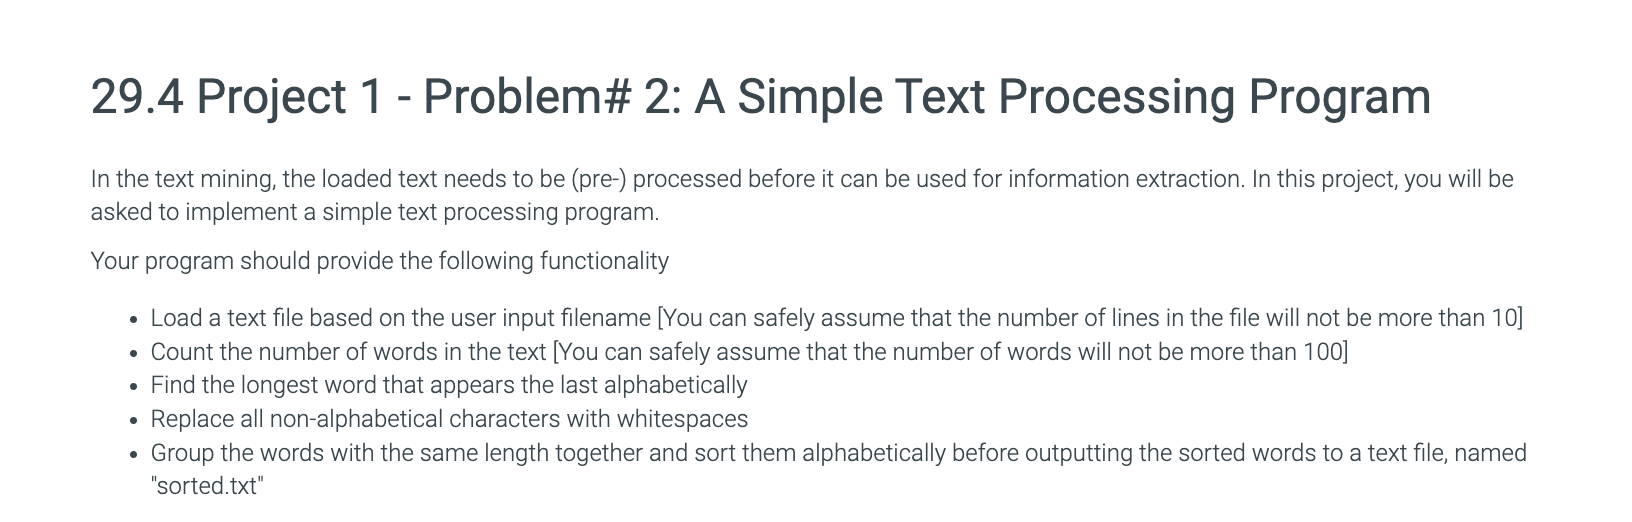 29.4 Project 1 - Problem# 2: A Simple Text Processing Program
In the text mining, the loaded text needs to be (pre-) processed before it can be used for information extraction. In this project, you will be
asked to implement a simple text processing program.
Your program should provide the following functionality
• Load a text file based on the user input filename [You can safely assume that the number of lines in the file will not be more than 10]
• Count the number of words in the text [You can safely assume that the number of words will not be more than 100]
• Find the longest word that appears the last alphabetically
• Replace all non-alphabetical characters with whitespaces
• Group the words with the same length together and sort them alphabetically before outputting the sorted words to a text file, named
"sorted.txt"